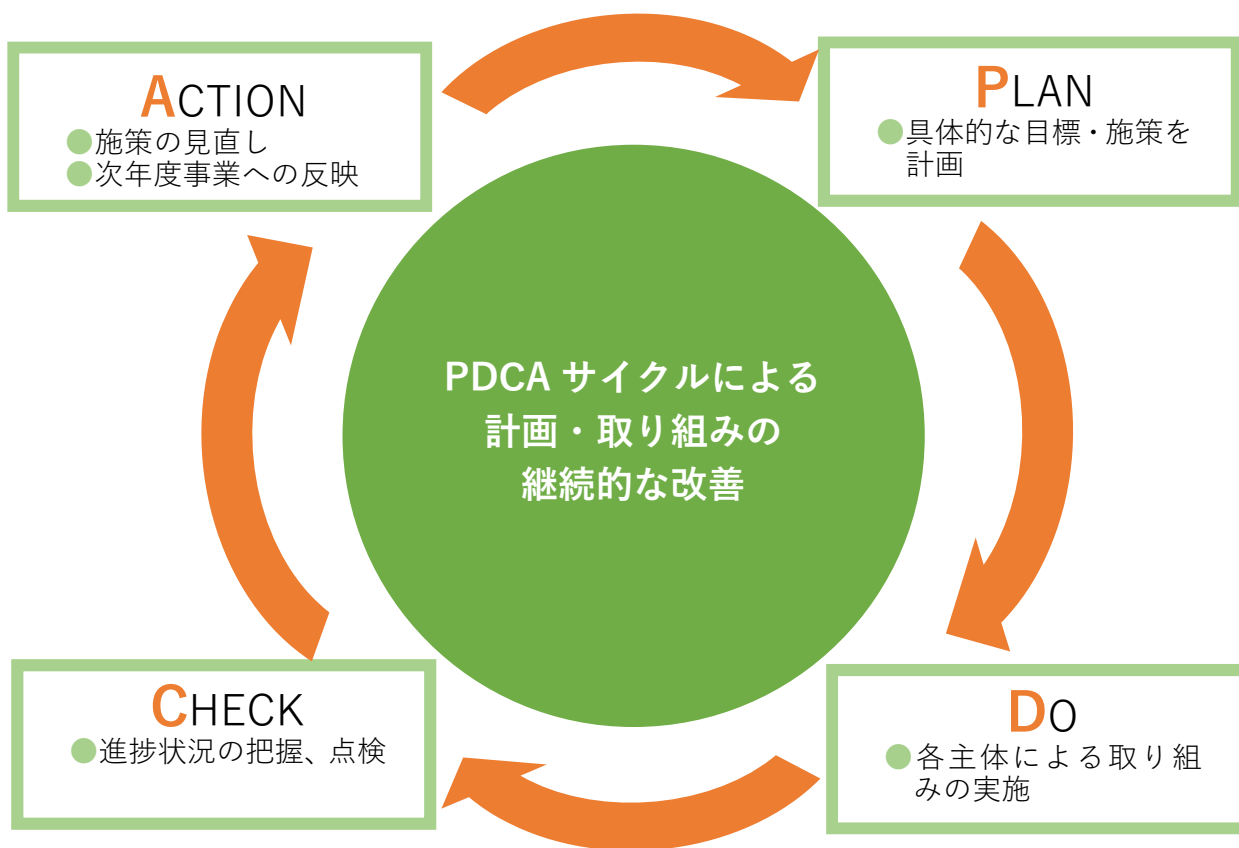 ACTION
●施策の見直し
●次年度事業への反映
PLAN
●具体的な目標・施策を
計画
PDCA サイクルによる
計画・取り組みの
継続的な改善
CHECK
●進捗状況の把握、点検
DO
●各主体による取り組
みの実施